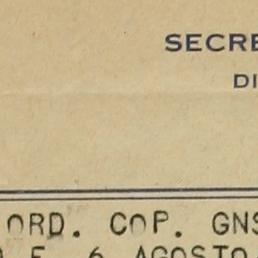 SECRE
DI
ORD. COP. GNS
D F 6 AGOSTO